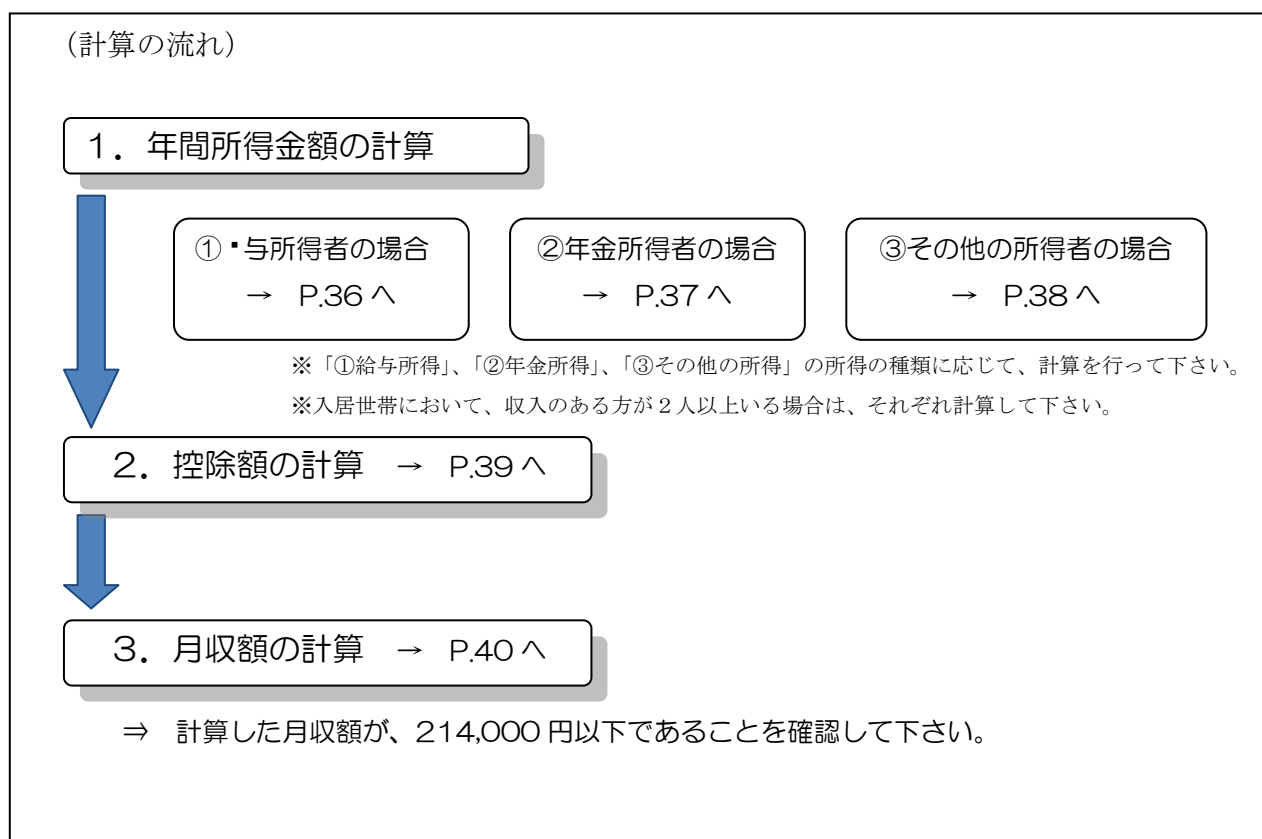 （計算の流れ）
１．年間所得金額の計算
①▪与所得者の場合
→ P.36 へ
②年金所得者の場合
→ P.37 へ
③その他の所得者の場合
→ P.38 へ
※「①給与所得」、「②年金所得」、「③その他の所得」の所得の種類に応じて、計算を行って下さい。
※入居世帯において、収入のある方が２人以上いる場合は、それぞれ計算して下さい。
２．控除額の計算 → P.39 へ
３．月収額の計算 → P.40 へ
⇒ 計算した月収額が、214,000 円以下であることを確認して下さい。